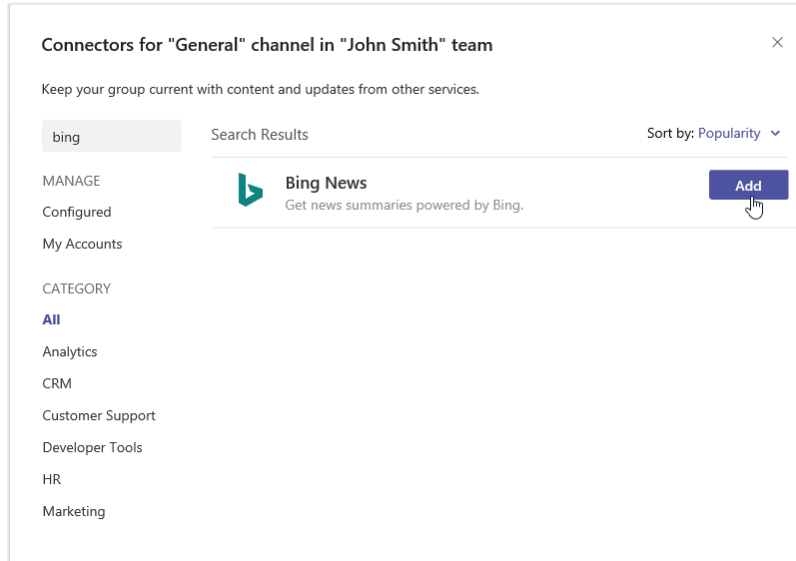 Connectors for "General" channel in "John Smith" team
Keep your group current with content and updates from other services.
bing
Search Results
Sort by: Popularity
MANAGE
Configured
My Accounts
CATEGORY
All
Analytics
CRM
Customer Support
Developer Tools
HR
Marketing
Bing News
Get news summaries powered by Bing.
Add